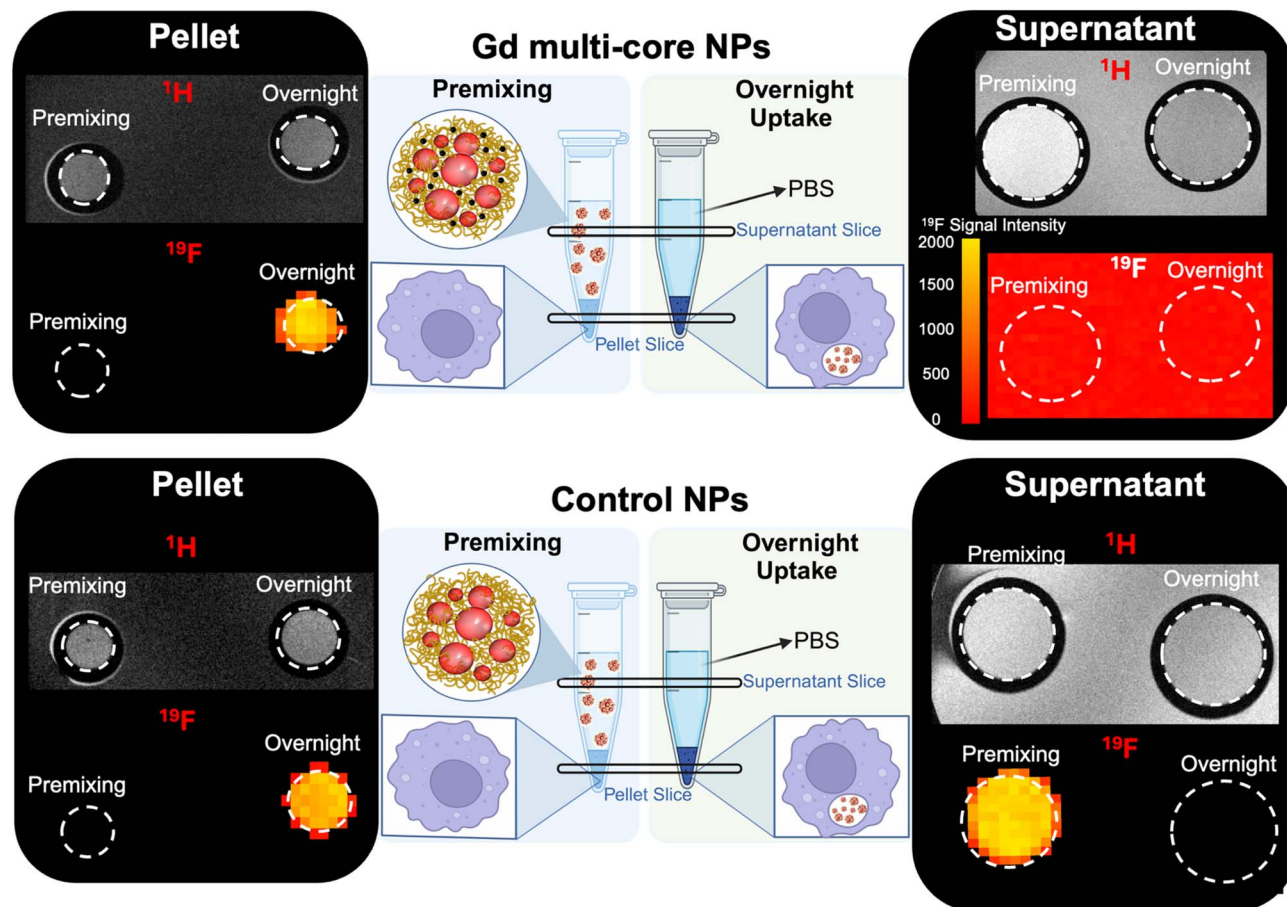 Pellet
¹H
Premixing
Overnight
¹⁹F
Premixing
Overnight
Gd multi-core NPs
Premixing
Overnight
Uptake
PBS
Supernatant Slice
Pellet Slice
Supernatant
¹H
Premixing
Overnight
¹⁹F Signal Intensity
2000
1500
1000
500
0
¹⁹F
Premixing
Overnight
Pellet
¹H
Premixing
Overnight
¹⁹F
Premixing
Overnight
Control NPs
Premixing
Overnight
Uptake
PBS
Supernatant Slice
Pellet Slice
Supernatant
¹H
Premixing
Overnight
¹⁹F
Premixing
Overnight